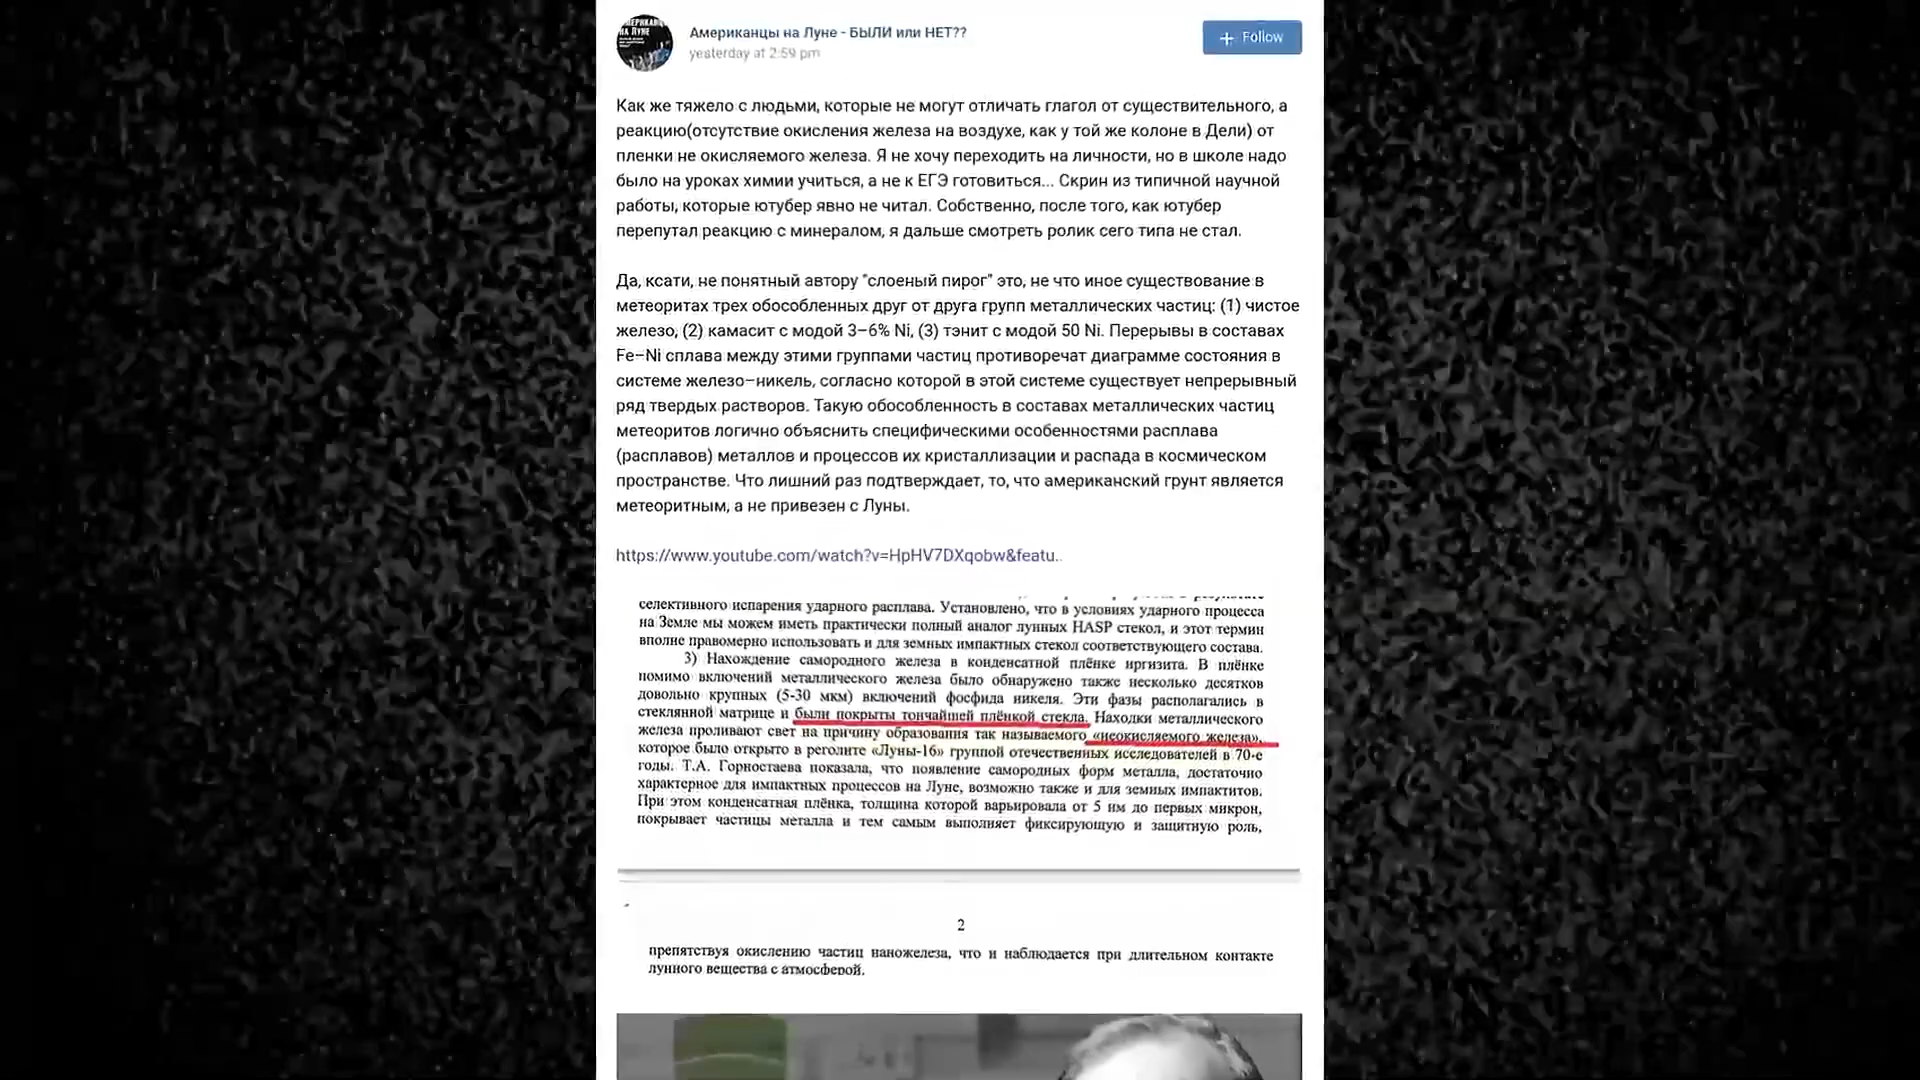 Американцы на Луне - БЫЛИ или НЕТ??
yesterday at 2:59 pm
+ Follow
НА ЛУНЕ
Как же тяжело с людьми, которые не могут отличать глагол от существительного, а
реакцию(отсутствие окисления железа на воздухе, как у той же колоне в Дели) от
пленки не окисляемого железа. Я не хочу переходить на личности, но в школе надо
было на уроках химии учиться, а не к ЕГЭ готовиться... Скрин из типичной научной
работы, которые ютубер явно не читал. Собственно, после того, как ютубер
перепутал реакцию с минералом, я дальше смотреть ролик сего типа не стал.
Да, ксати, не понятный автору "слоеный пирог" это, не что иное существование в
метеоритах трех обособленных друг от друга групп металлических частиц: (1) чистое
железо, (2) камасит с модой 3–6% Ni, (3) тэнит с модой 50 Ni. Перерывы в составах
Fe–Ni сплава между этими группами частиц противоречат диаграмме состояния в
системе железо–никель, согласно которой в этой системе существует непрерывный
ряд твердых растворов. Такую обособленность в составах металлических частиц
метеоритов логично объяснить специфическими особенностями расплава
(расплавов) металлов и процессов их кристаллизации и распада в космическом
пространстве. Что лишний раз подтверждает, то, что американский грунт является
метеоритным, а не привезен с Луны.
https://www.youtube.com/watch?v=HpHV7DXqobw&featu..
селективного испарения ударного расплава. Установлено, что в условиях ударного процесса
на Земле мы можем иметь практически полный аналог лунных HASP стекол, и этот термин
вполне правомерно использовать и для земных импактных стекол соответствующего состава.
3) Нахождение самородного железа в конденсатной плёнке иргизита. В плёнке
помимо включений металлического железа было обнаружено также несколько десятков
довольно крупных (5-30 мкм) включений фосфида никеля. Эти фазы располагались в
стеклянной матрице и были покрыты тончайшей плёнкой стекла. Находки металлического
железа проливают свет на причину образования так называемого «неокисляемого железа»,
которое было открыто в реголите «Луны-16» группой отечественных исследователей в 70-е
годы. Т.А. Горностаева показала, что появление самородных форм металла, достаточно
характерное для импактных процессов на Луне, возможно также и для земных импактитов.
При этом конденсатная плёнка, толщина которой варьировала от 5 нм до первых микрон,
покрывает частицы металла и тем самым выполняет фиксирующую и защитную роль,
2
препятствуя окислению частиц наножелеза, что и наблюдается при длительном контакте
лунного вещества с атмосферой.